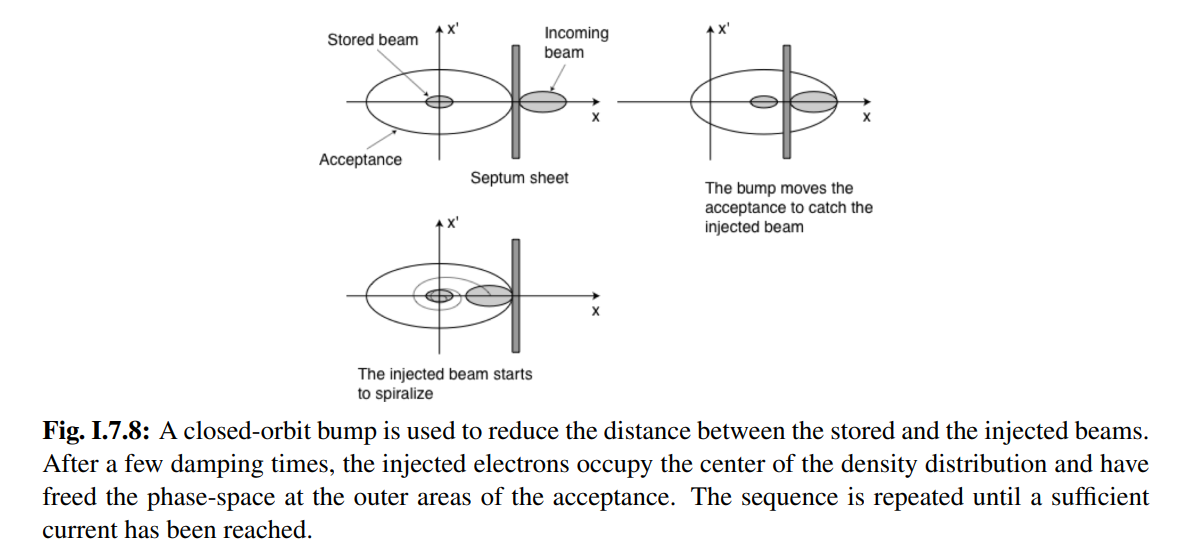 Stored beam
X'
Incoming
beam
X
Acceptance
Septum sheet
X'
X
The bump moves the
acceptance to catch the
injected beam
X'
X
The injected beam starts
to spiralize
Fig. I.7.8: A closed-orbit bump is used to reduce the distance between the stored and the injected beams.
After a few damping times, the injected electrons occupy the center of the density distribution and have
freed the phase-space at the outer areas of the acceptance. The sequence is repeated until a sufficient
current has been reached.